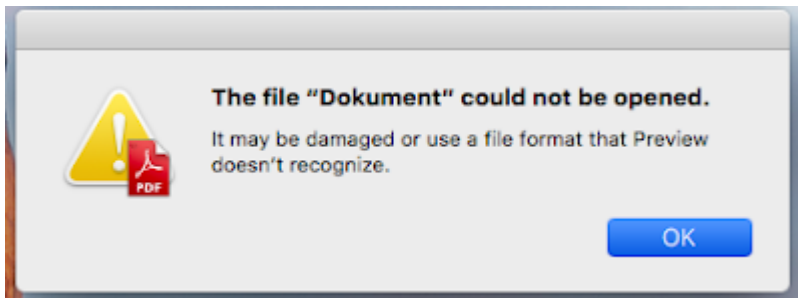 The file “Dokument” could not be opened.
It may be damaged or use a file format that Preview
doesn’t recognize.
PDF
OK